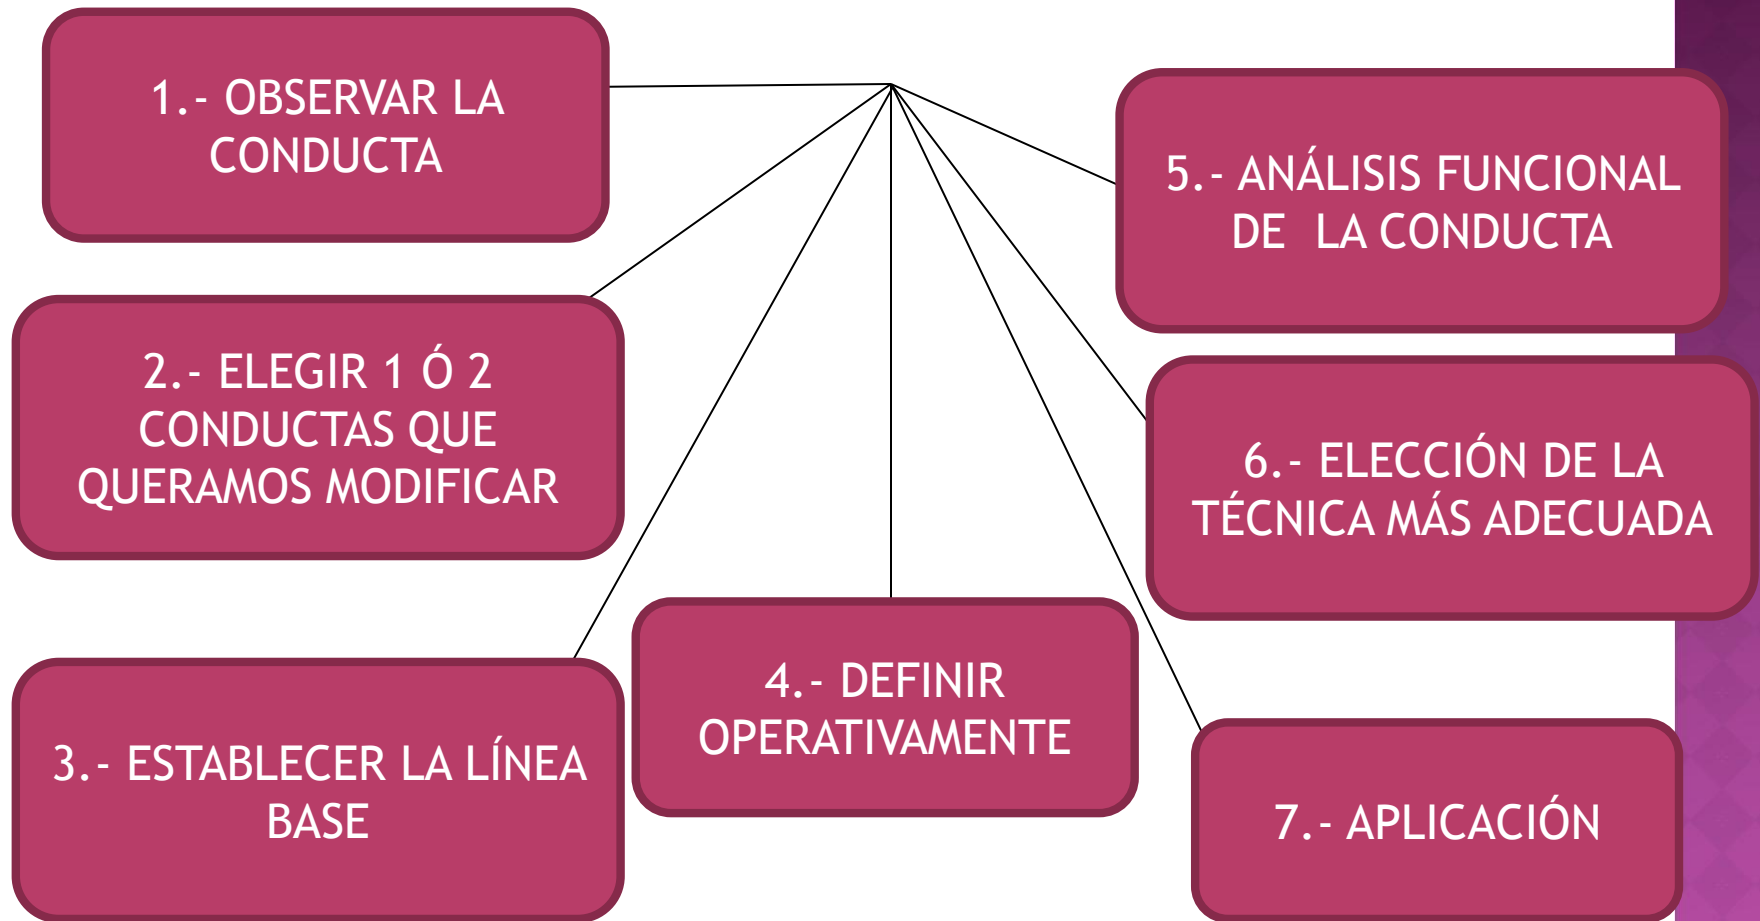 1.- OBSERVAR LA
CONDUCTA
2.- ELEGIR 1 Ó 2
CONDUCTAS QUE
QUERAMOS MODIFICAR
3.- ESTABLECER LA LÍNEA
BASE
4.- DEFINIR
OPERATIVAMENTE
5.- ANÁLISIS FUNCIONAL
DE  LA CONDUCTA
6.- ELECCIÓN DE LA
TÉCNICA MÁS ADECUADA
7.- APLICACIÓN